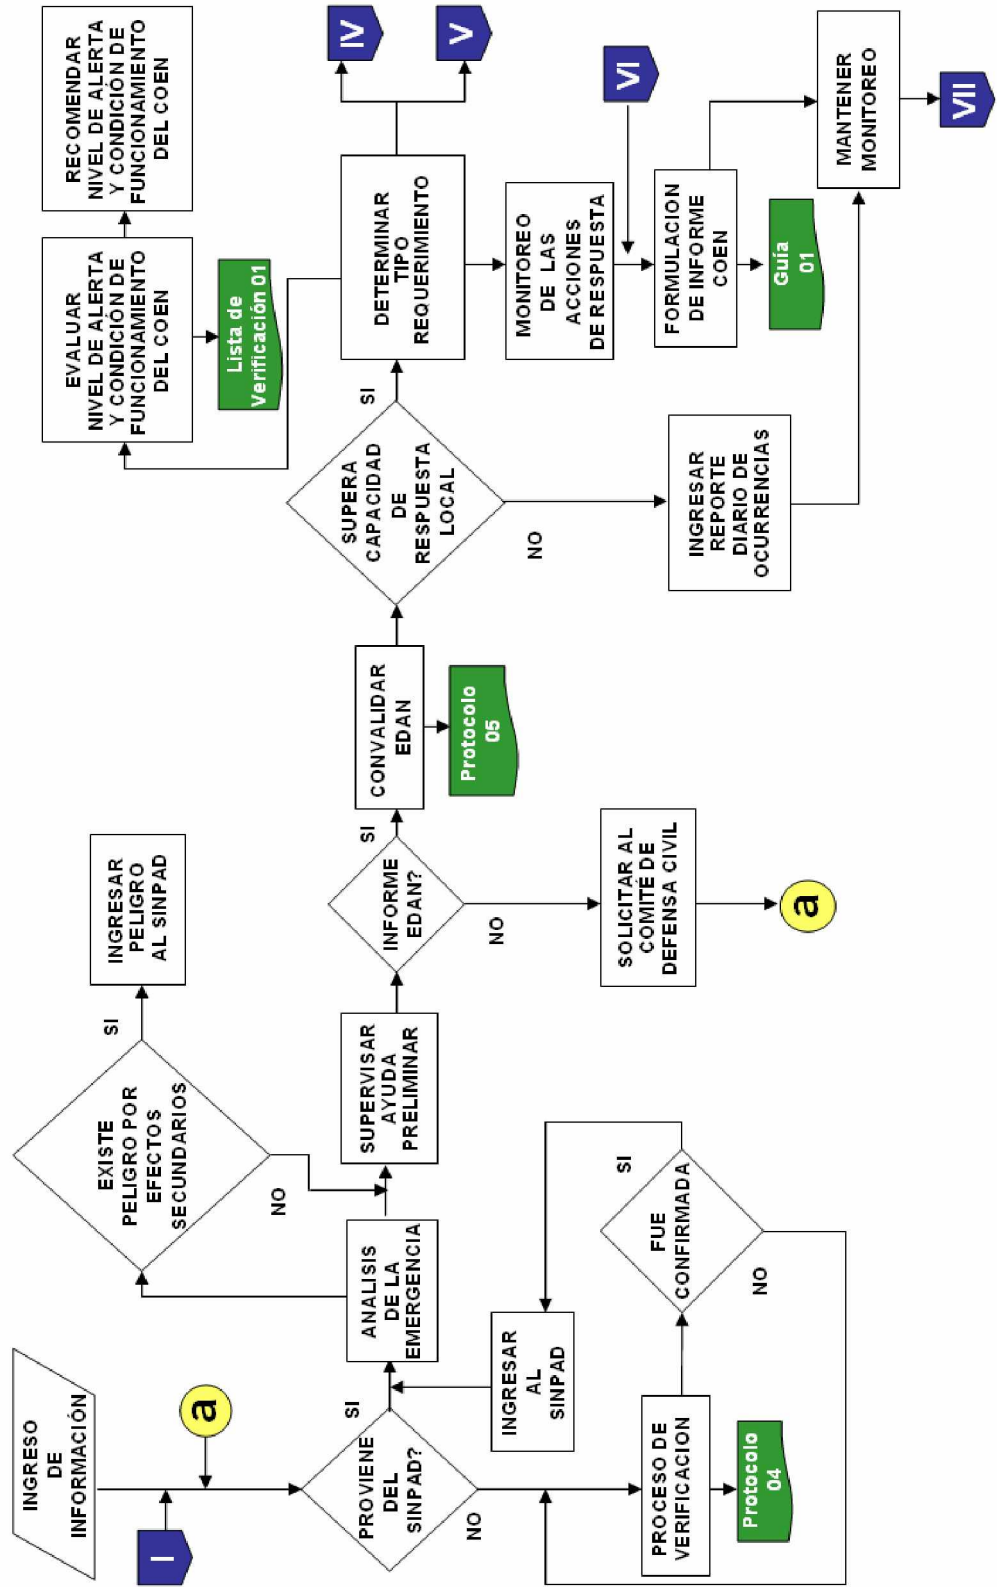 INGRESO
DE
INFORMACIÓN
I
a
PROVIENE
DEL
SINPAD?
SI
NO
PROCESO DE
VERIFICACION
Protocolo
04
FUE
CONFIRMADA
SI
NO
INGRESAR
AL
SINPAD
ANALISIS
DE LA
EMERGENCIA
EXISTE
PELIGRO POR
EFECTOS
SECUNDARIOS
SI
NO
INGRESAR
PELIGRO
AL SINPAD
SUPERVISAR
AYUDA
PRELIMINAR
INFORME
EDAN?
SI
NO
SOLICITAR AL
COMITÉ DE
DEFENSA CIVIL
a
CONVALIDAR
EDAN
Protocolo
05
SUPERA
CAPACIDAD
DE
RESPUESTA
LOCAL
SI
NO
INGRESAR
REPORTE
DIARIO DE
OCURRENCIAS
EVALUAR
NIVEL DE ALERTA
Y CONDICIÓN DE
FUNCIONAMIENTO
DEL COEN
Lista de
Verificación 01
RECOMENDAR
NIVEL DE ALERTA
Y CONDICIÓN DE
FUNCIONAMIENTO
DEL COEN
DETERMINAR
TIPO
REQUERIMIENTO
IV
V
MONITOREO
DE LAS
ACCIONES
DE RESPUESTA
VI
FORMULACION
DE INFORME
COEN
Guía
01
MANTENER
MONITOREO
VII